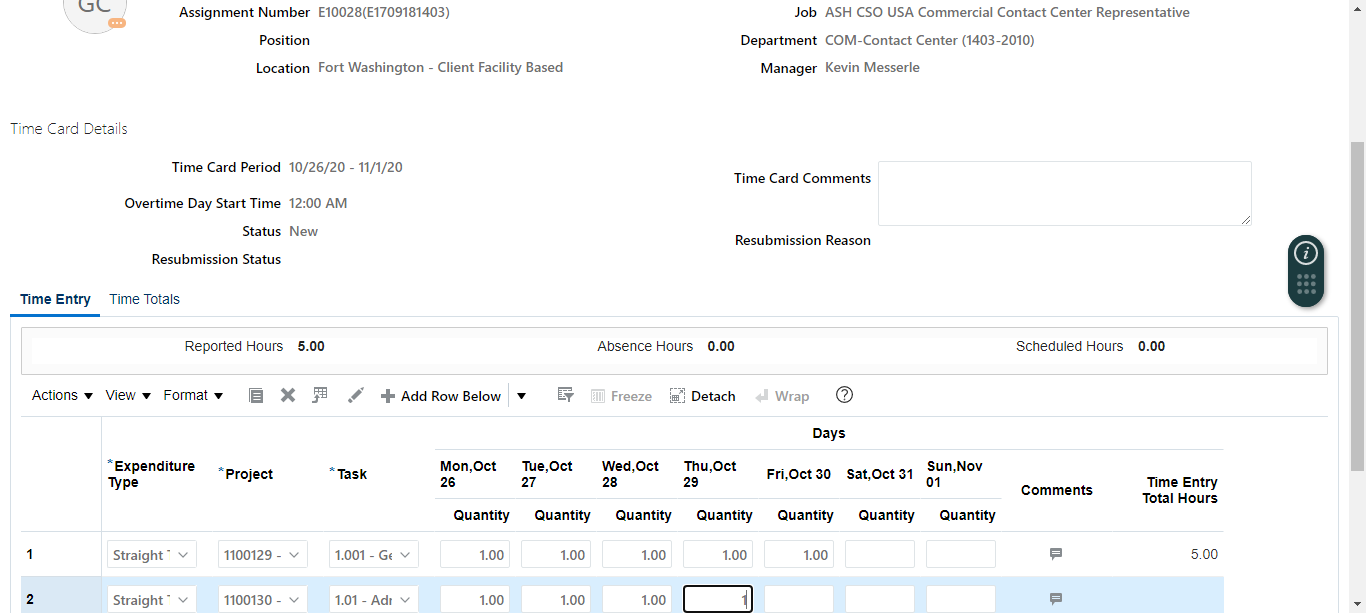 GC
Assignment Number E10028(E1709181403) Job ASH CSO USA Commercial Contact Center Representative
Position Department COM-Contact Center (1403-2010)
Location Fort Washington - Client Facility Based Manager Kevin Messerle
Time Card Details
Time Card Period 10/26/20 - 11/1/20
Time Card Comments
Overtime Day Start Time 12:00 AM
Status New
Resubmission Reason
Resubmission Status
Time Entry Time Totals
Reported Hours 5.00 Absence Hours 0.00 Scheduled Hours 0.00
Actions View Format Add Row Below Freeze Detach Wrap
Days
*Expenditure Type *Project *Task Mon,Oct 26 Tue,Oct 27 Wed,Oct 28 Thu,Oct 29 Fri,Oct 30 Sat,Oct 31 Sun,Nov 01 Comments Time Entry Total Hours
Quantity Quantity Quantity Quantity Quantity Quantity Quantity
1 Straight 1100129 - 1.001 - Ge 1.00 1.00 1.00 1.00 1.00 5.00
2 Straight 1100130 - 1.01 - Adr 1.00 1.00 1.00 1